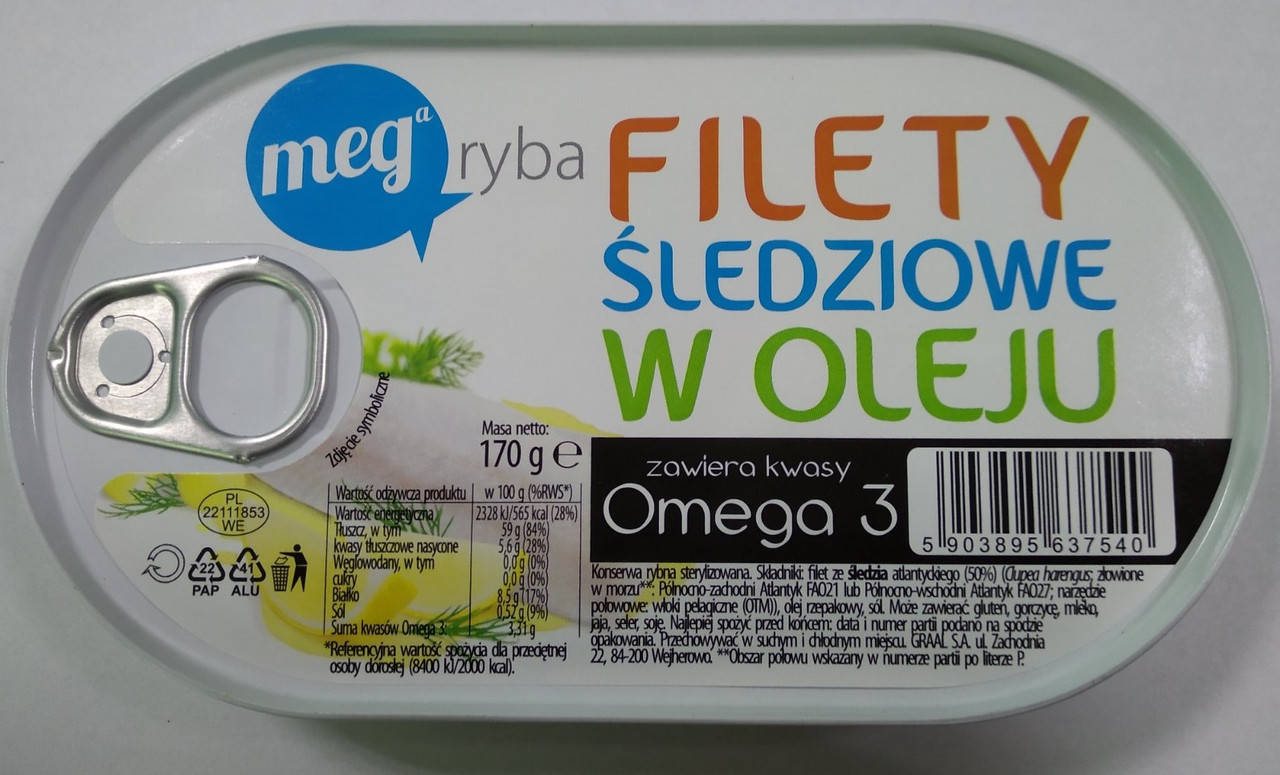 mega ryba
FILETY
ŚLEDZIOWE
W OLEJU
Zdjęcie symboliczne
Masa netto:
170 g e
zawiera kwasy
Omega 3
5 903895 637540
PL
22111853
WE
22
PAP
41
ALU
Wartość odżywcza produktu w 100 g (%RWS*)
Wartość energetyczna 2328 kJ/565 kcal (28%)
Tłuszcz, w tym 59 g (84%)
kwasy tłuszczowe nasycone 5,6 g (28%)
Węglowodany, w tym 0,0 g (0%)
cukry 0,0 g (0%)
Białko 8,5 g (17%)
Sól 0,52 g (9%)
Suma kwasów Omega 3: 3,31 g
*Referencyjna wartość spożycia dla przeciętnej
osoby dorosłej (8400 kJ/2000 kcal).
Konserwa rybna sterylizowana. Składniki: filet ze śledzia atlantyckiego (50%) (Clupea harengus; złowione
w morzu**: Północno-zachodni Atlantyk FAO21 lub Północno-wschodni Atlantyk FAO27; narzędzie
połowowe: włoki pelagiczne (OTM)), olej rzepakowy, sól. Może zawierać: gluten, gorczycę, mleko,
jaja, seler, soję. Najlepiej spożyć przed końcem: data i numer partii podano na spodzie
opakowania. Przechowywać w suchym i chłodnym miejscu. GRAAL S.A. ul. Zachodnia
22, 84-200 Wejherowo. **Obszar połowu wskazany w numerze partii po literze P.